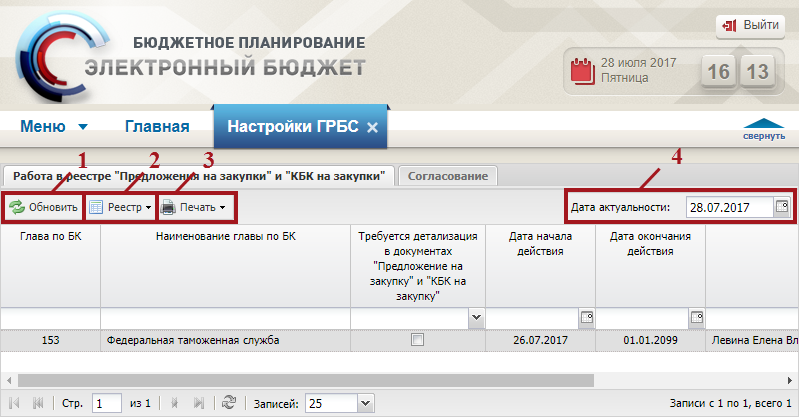 Выйти
БЮДЖЕТНОЕ ПЛАНИРОВАНИЕ
ЭЛЕКТРОННЫЙ БЮДЖЕТ
28 июля 2017
Пятница
16 13
Меню Главная Настройки ГРБС
свернуть
1 2 3 4
Работа в реестре "Предложения на закупки" и "КБК на закупки" Согласование
Обновить Реестр Печать Дата актуальности: 28.07.2017
Глава по БК Наименование главы по БК Требуется детализация Дата начала Дата окончания
в документах действия действия
"Предложение на
закупку" и "КБК на
закупку"
153 Федеральная таможенная служба 26.07.2017 01.01.2099 Левина Елена Вл
Стр. 1 из 1 Записей: 25 Записи с 1 по 1, всего 1